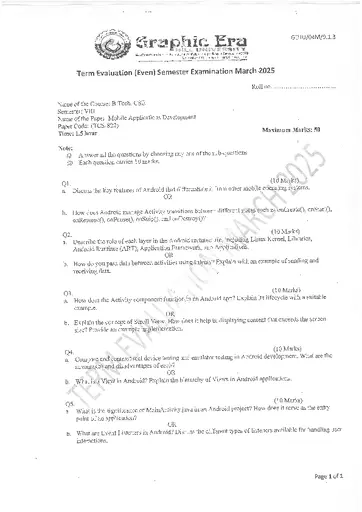 Graphic Era
HILL UNIVERSITY
Term Evaluation (Even) Semester Examination March-2025
Roll no.
Name of the Course: B.Tech. CSE
Semester: VIII
Name of the Paper: Mobile Application Development
Paper Code: (TCS-822)
Time: 1.5 hour
Maximum Marks: 50
Note:
(i) Answer all the questions by choosing any one of the sub-questions
(ii) Each question carries 10 marks.
Q1. (10 Marks)
a. Discuss the key features of Android that differentiate it from other mobile operating systems.
OR
b. How does Android manage Activity transitions between different states such as onCreate(), onStart(), onResume(), onPause(), onStop(), and onDestroy()?
Q2. (10 Marks)
a. Describe the role of each layer in the Android architecture, including Linux Kernel, Libraries, Android Runtime (ART), Application Framework, and Applications.
OR
b. How do you pass data between activities using Intents? Explain with an example of sending and receiving data.
Q3. (10 Marks)
a. How does the Activity component function in an Android app? Explain its lifecycle with a suitable example.
OR
b. Explain the concept of Scroll View. How does it help in displaying content that exceeds the screen size? Provide an example implementation.
Q4. (10 Marks)
a. Compare and contrast real device testing and emulator testing in Android development. What are the advantages and disadvantages of each?
OR
b. What is a View in Android? Explain the hierarchy of Views in Android applications.
Q5. (10 Marks)
a. What is the significance of MainActivity.java in an Android project? How does it serve as the entry point of the application?
OR
b. What are Event Listeners in Android? Discuss the different types of listeners available for handling user interactions.
Page 1 of 1